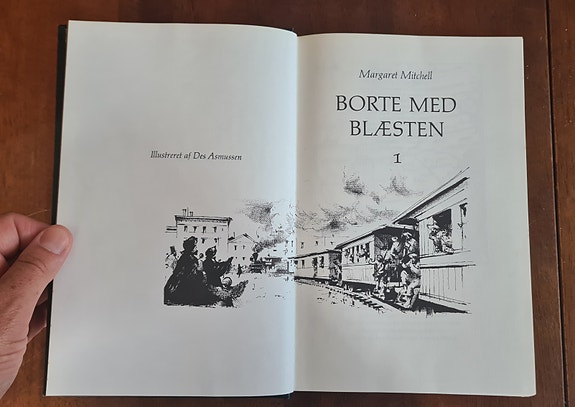 Illustreret af Des Asmussen
Margaret Mitchell
BORTE MED
BLÆSTEN
1